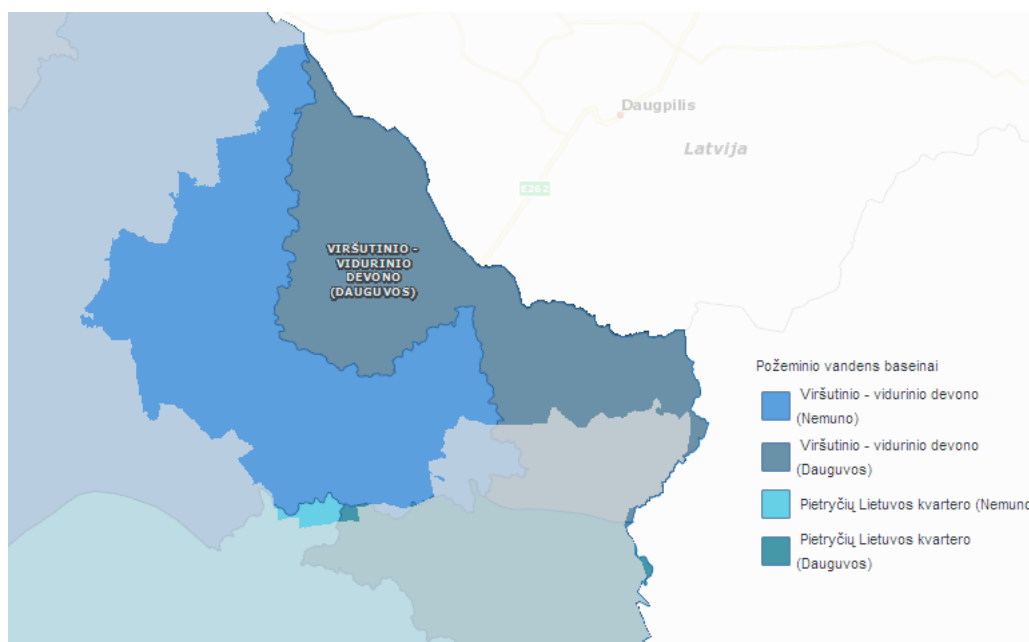 Daugpilis
Latvija
E262
VIRŠUTINIO -
VIDURINIO
DEVONO
(DAUGUVOS)
Požeminio vandens baseinai
Viršutinio - vidurinio devono
(Nemuno)
Viršutinio - vidurinio devono
(Dauguvos)
Pietryčių Lietuvos kvartero (Nemuno
Pietryčių Lietuvos kvartero
(Dauguvos)